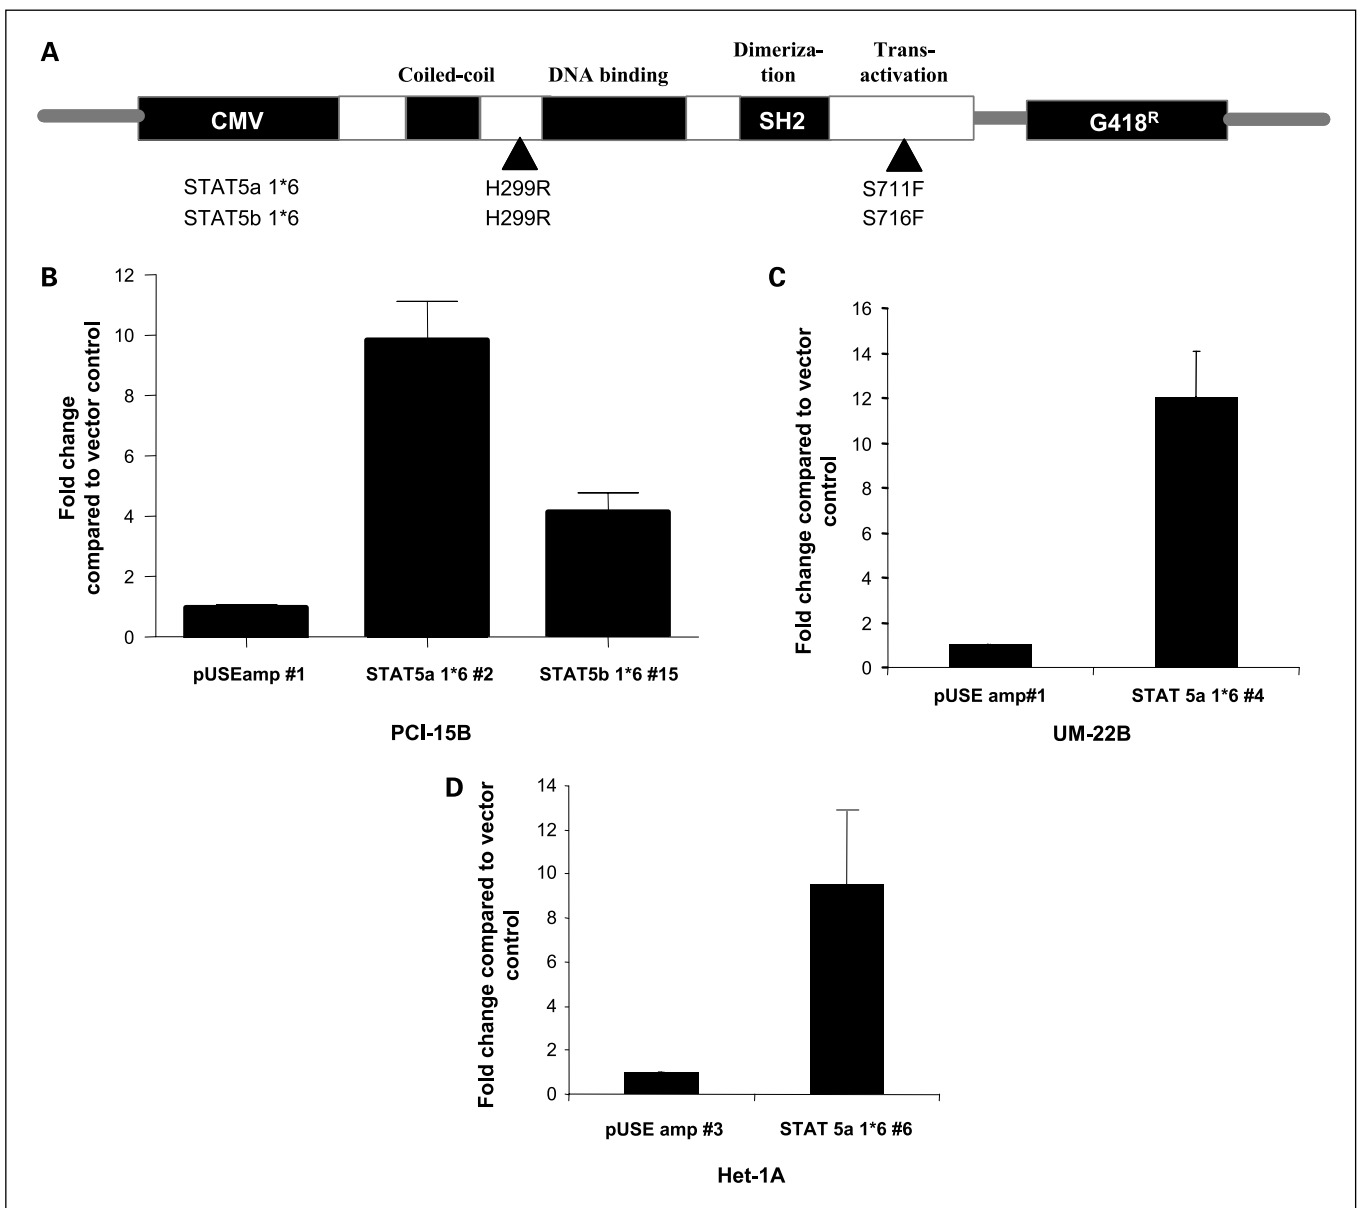 A
Coiled-coil
DNA binding
Dimeriza-
tion
Trans-
activation
CMV
SH2
G418R
STAT5a 1*6
H299R
S711F
STAT5b 1*6
H299R
S716F
B
Fold change
compared to vector control
12
10
8
6
4
2
0
pUSEamp #1
STAT5a 1*6 #2
STAT5b 1*6 #15
PCI-15B
C
Fold change compared to vector
control
16
14
12
10
8
6
4
2
0
pUSE amp#1
STAT 5a 1*6 #4
UM-22B
D
Fold change compared to vector
control
14
12
10
8
6
4
2
0
pUSE amp #3
STAT 5a 1*6 #6
Het-1A